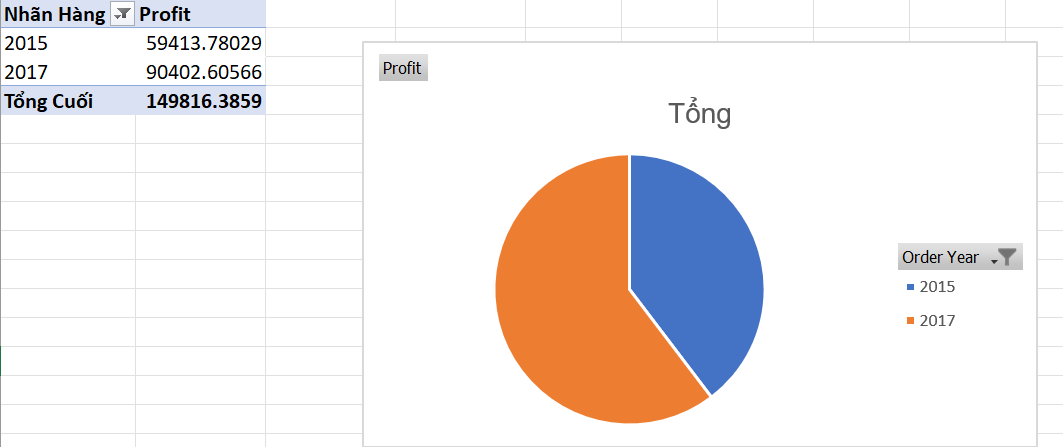 Nhãn Hàng Profit
2015 59413.78029
2017 90402.60566
Tổng Cuối 149816.3859
Profit
Tổng
Order Year
2015
2017